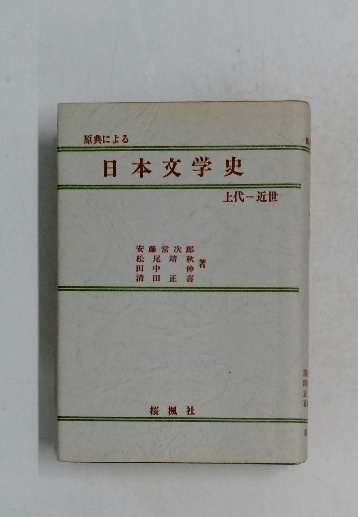 原典による
日本文学史
上代－近世
安藤常次郎
松尾靖秋
田中伸
清田正喜
著
桜楓社